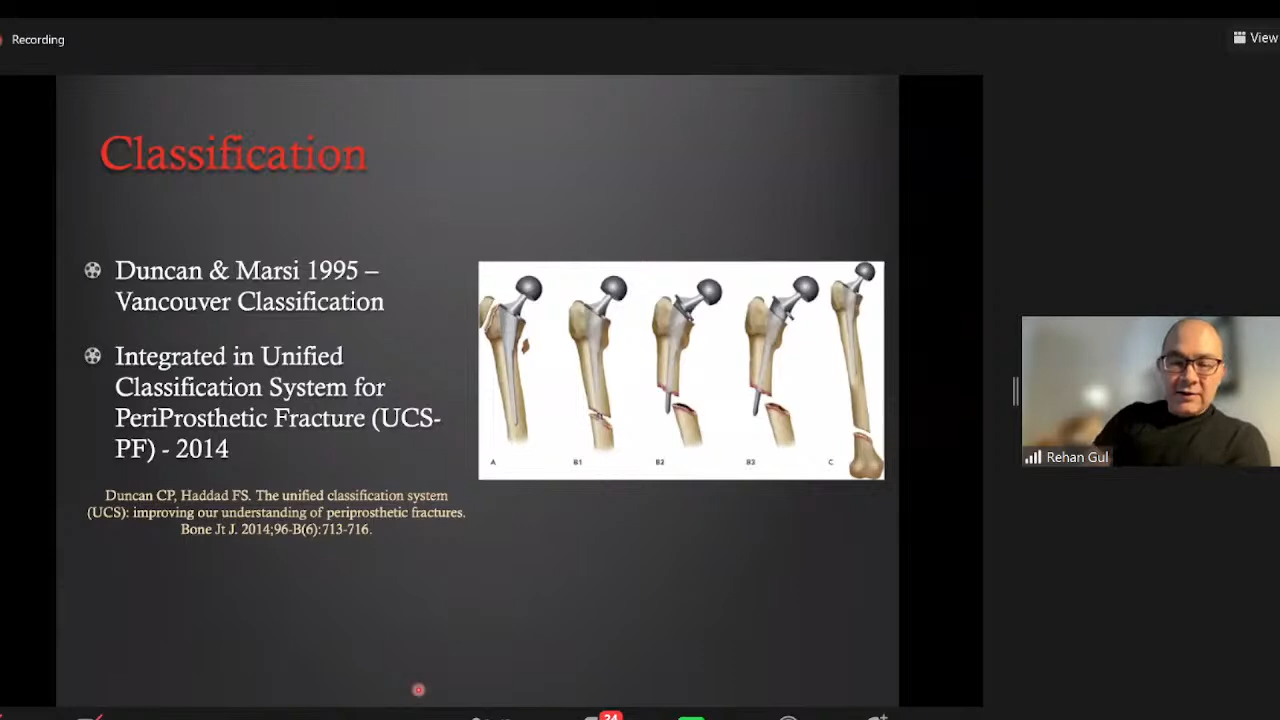 Recording
View
Classification
Duncan & Marsi 1995 –
Vancouver Classification
Integrated in Unified
Classification System for
PeriProsthetic Fracture (UCS-
PF) - 2014
Duncan CP, Haddad FS. The unified classification system
(UCS): improving our understanding of periprosthetic fractures.
Bone Jt J. 2014;96-B(6):713-716.
A B1 B2 B3 C
Rehan Gul